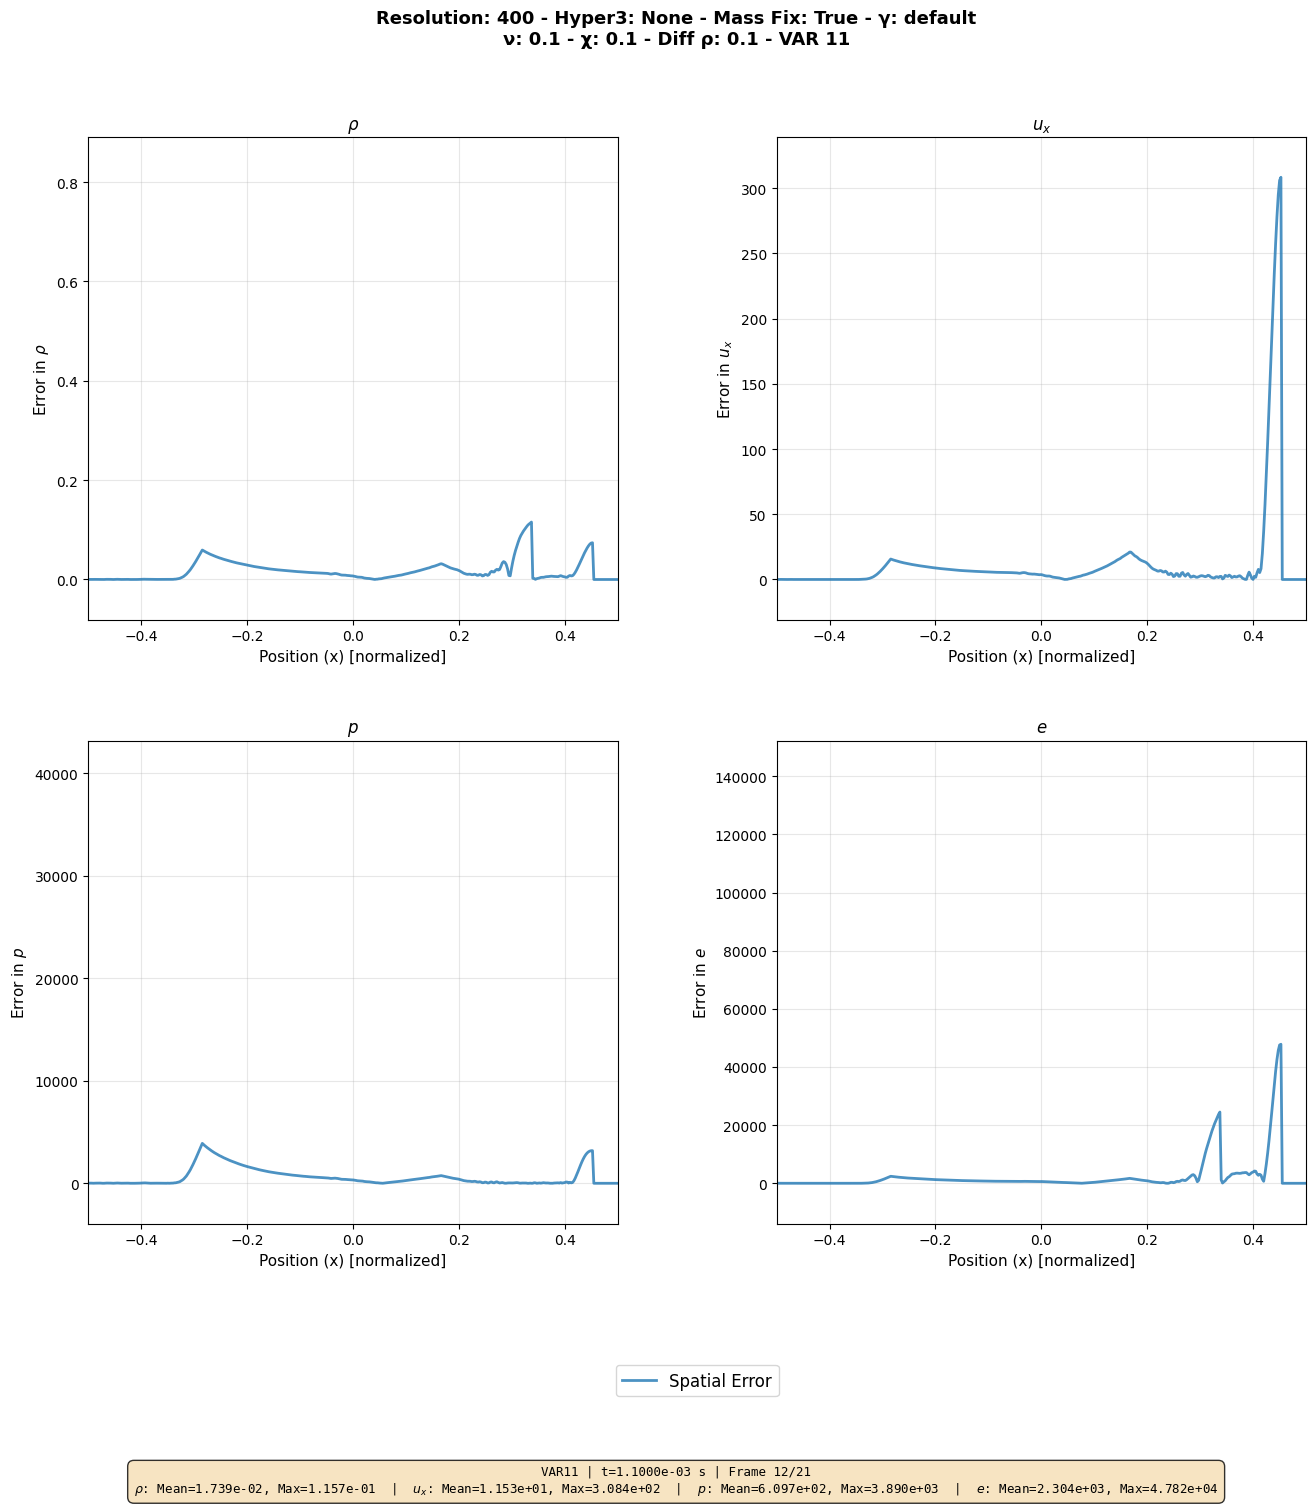 Resolution: 400 - Hyper3: None - Mass Fix: True - γ: default
ν: 0.1 - χ: 0.1 - Diff ρ: 0.1 - VAR 11
ρ
0.8
0.6
0.4
0.2
0.0
Error in ρ
−0.4 −0.2 0.0 0.2 0.4
Position (x) [normalized]
u_x
300
250
200
150
100
50
0
Error in u_x
−0.4 −0.2 0.0 0.2 0.4
Position (x) [normalized]
p
40000
30000
20000
10000
0
Error in p
−0.4 −0.2 0.0 0.2 0.4
Position (x) [normalized]
e
140000
120000
100000
80000
60000
40000
20000
0
Error in e
−0.4 −0.2 0.0 0.2 0.4
Position (x) [normalized]
Spatial Error
VAR11 | t=1.1000e-03 s | Frame 12/21
ρ: Mean=1.739e-02, Max=1.157e-01 | u_x: Mean=1.153e+01, Max=3.084e+02 | p: Mean=6.097e+02, Max=3.890e+03 | e: Mean=2.304e+03, Max=4.782e+04